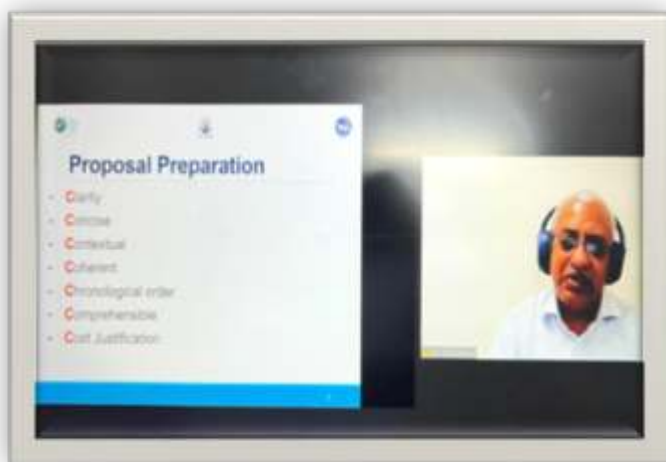 Proposal Preparation
- Clarity
- Concise
- Contextual
- Coherent
- Chronological order
- Comprehensible
- Cost Justification